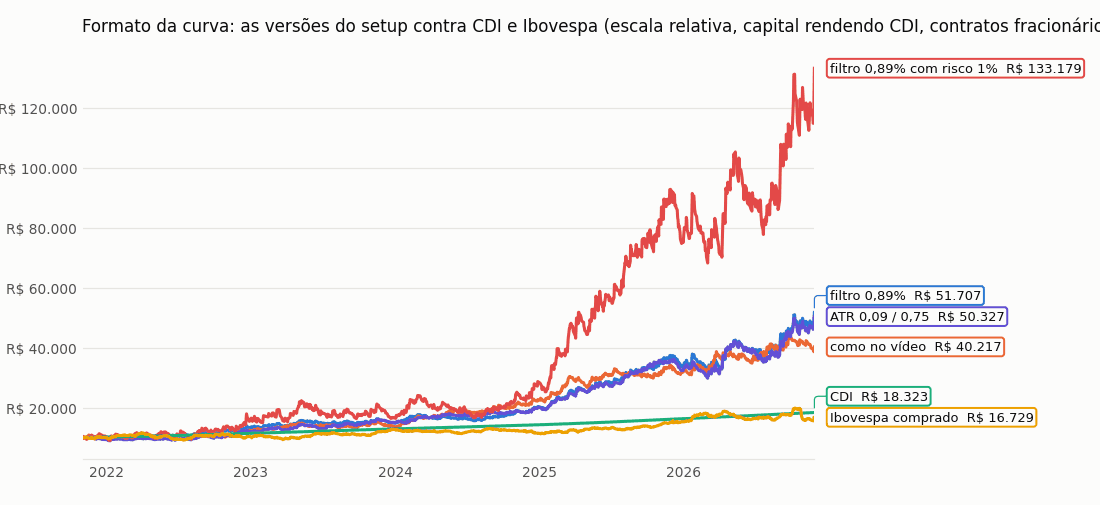 Formato da curva: as versões do setup contra CDI e Ibovespa (escala relativa, capital rendendo CDI, contratos fracionário
filtro 0,89% com risco 1% R$ 133.179
R$ 120.000
R$ 100.000
R$ 80.000
R$ 60.000
filtro 0,89% R$ 51.707
ATR 0,09 / 0,75 R$ 50.327
R$ 40.000
como no vídeo R$ 40.217
CDI R$ 18.323
R$ 20.000
Ibovespa comprado R$ 16.729
2022 2023 2024 2025 2026